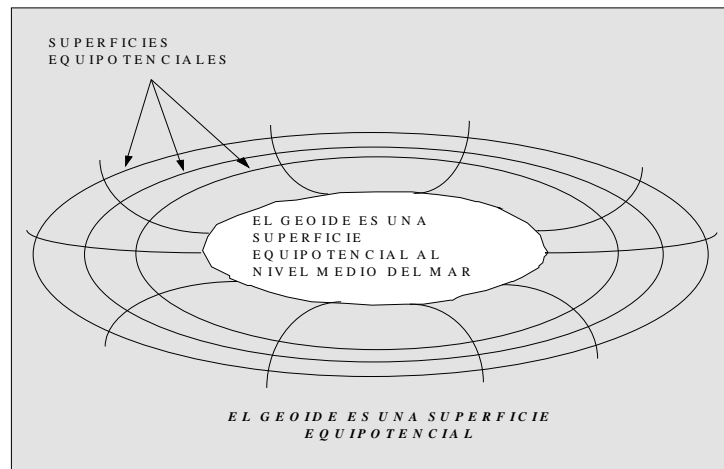 SUPERFICIES
EQUIPOTENCIALES
EL GEOIDE ES UNA
SUPERFICIE
EQUIPOTENCIAL AL
NIVEL MEDIO DEL MAR
EL GEOIDE ES UNA SUPERFICIE
EQUIPOTENCIAL